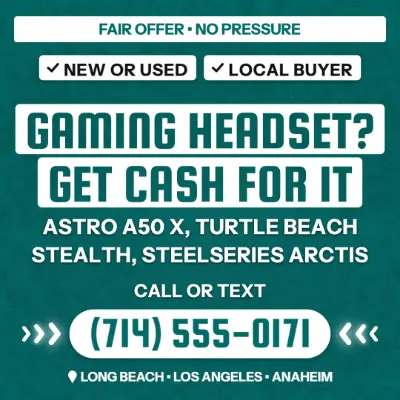 FAIR OFFER • NO PRESSURE
NEW OR USED
LOCAL BUYER
GAMING HEADSET?
GET CASH FOR IT
ASTRO A50 X, TURTLE BEACH
STEALTH, STEELSERIES ARCTIS
CALL OR TEXT
(714) 555-0171
LONG BEACH • LOS ANGELES • ANAHEIM